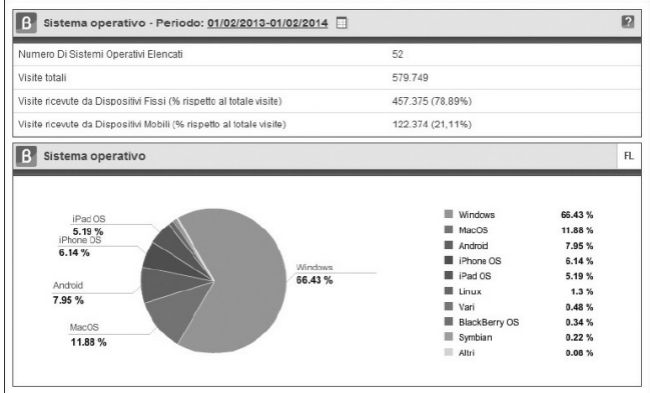 β Sistema operativo - Periodo: 01/02/2013-01/02/2014 ?
Numero Di Sistemi Operativi Elencati 52
Visite totali 579.749
Visite ricevute da Dispositivi Fissi (% rispetto al totale visite) 457.375 (78,89%)
Visite ricevute da Dispositivi Mobili (% rispetto al totale visite) 122.374 (21,11%)
β Sistema operativo FL
iPad OS
5.19 %
iPhone OS
6.14 %
Android
7.95 %
MacOS
11.88 %
Windows
66.43 %
Windows 66.43 %
MacOS 11.88 %
Android 7.95 %
iPhone OS 6.14 %
iPad OS 5.19 %
Linux 1.3 %
Vari 0.48 %
BlackBerry OS 0.34 %
Symbian 0.22 %
Altri 0.08 %